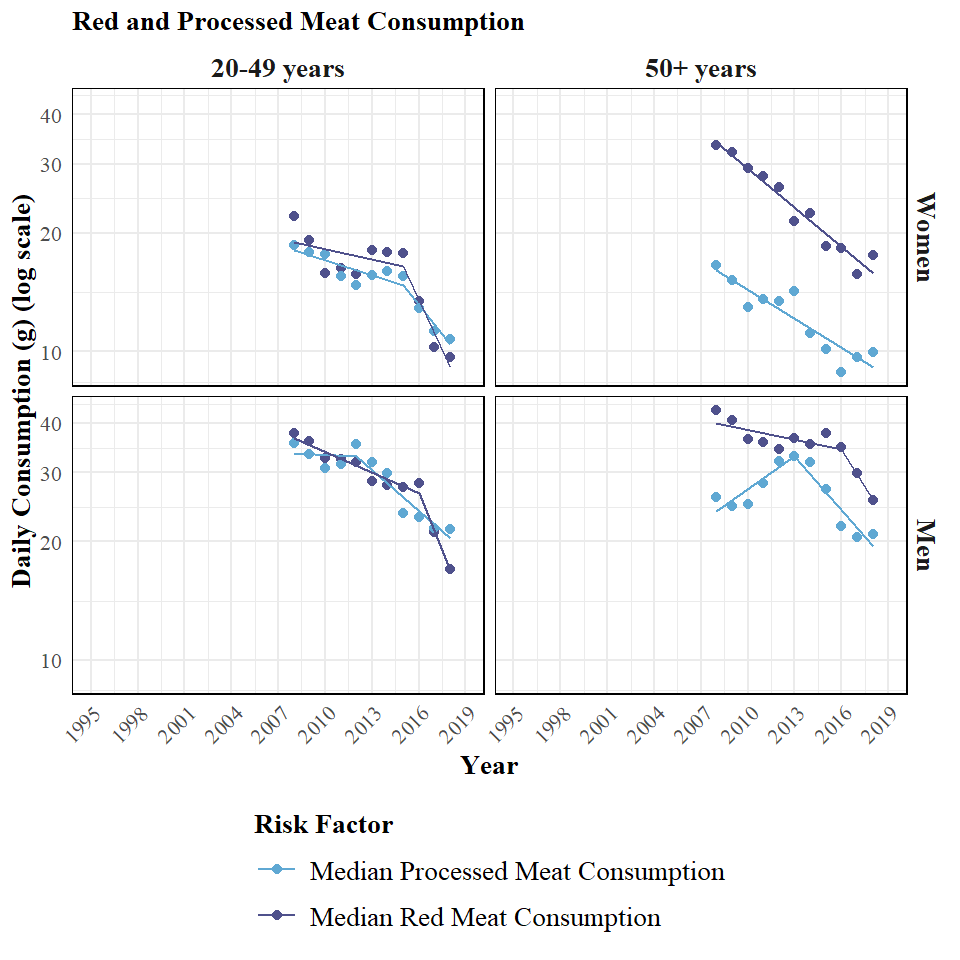 Red and Processed Meat Consumption
20-49 years
50+ years
Daily Consumption (g) (log scale)
40
30
20
10
Women
40
30
20
10
Men
1995 1998 2001 2004 2007 2010 2013 2016 2019
1995 1998 2001 2004 2007 2010 2013 2016 2019
Year
Risk Factor
Median Processed Meat Consumption
Median Red Meat Consumption